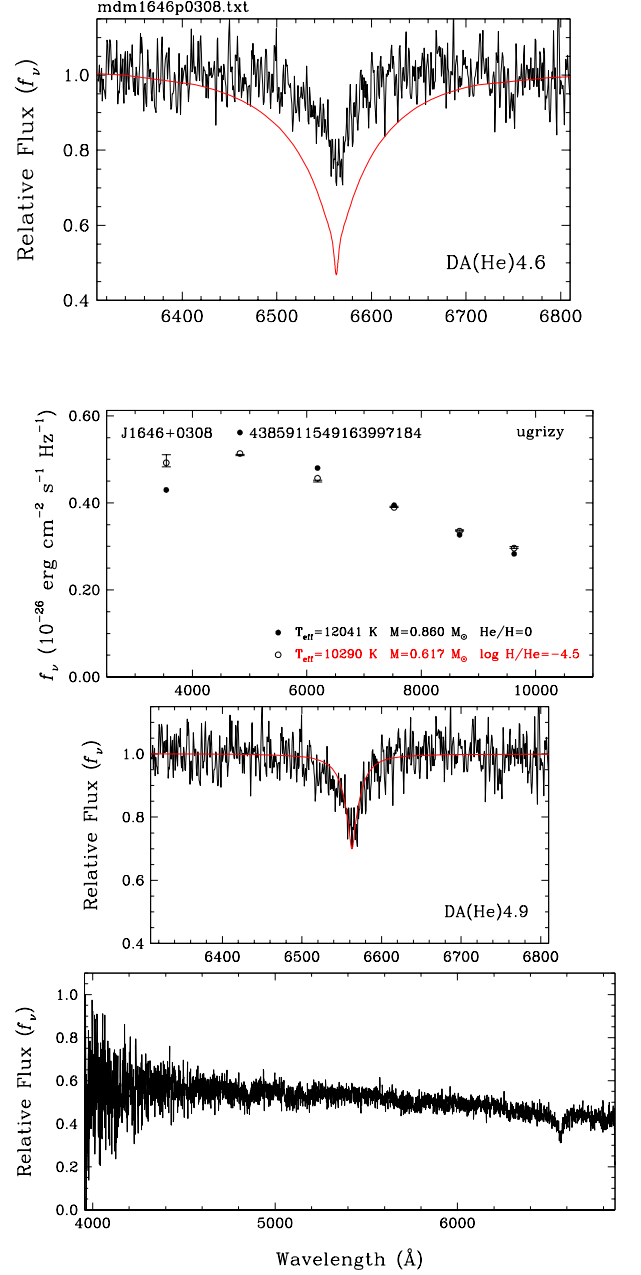 mdm1646p0308.txt
1.0
0.8
0.6
0.4
Relative Flux (fν)
DA(He)4.6
6400 6500 6600 6700 6800
0.60
0.40
0.20
0.00
fν (10⁻²⁶ erg cm⁻² s⁻¹ Hz⁻¹)
J1646+0308 4385911549163997184 ugrizy
Teff=12041 K M=0.860 M⊙ He/H=0
Teff=10290 K M=0.617 M⊙ log H/He=−4.5
4000 6000 8000 10000
1.0
0.8
0.6
0.4
Relative Flux (fν)
DA(He)4.9
6400 6500 6600 6700 6800
1.0
0.8
0.6
0.4
0.2
0.0
Relative Flux (fν)
4000 5000 6000
Wavelength (Å)